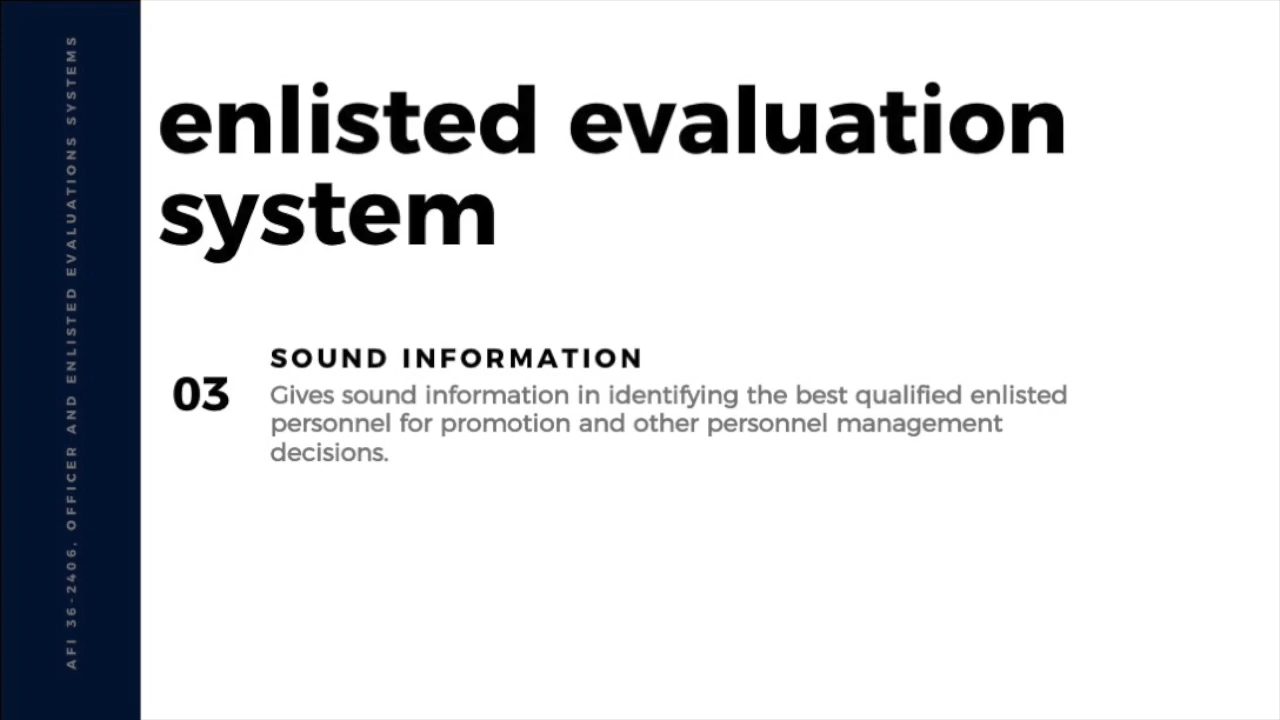 AFI 36-2406, OFFICER AND ENLISTED EVALUATIONS SYSTEMS
enlisted evaluation
system
03
SOUND INFORMATION
Gives sound information in identifying the best qualified enlisted
personnel for promotion and other personnel management
decisions.